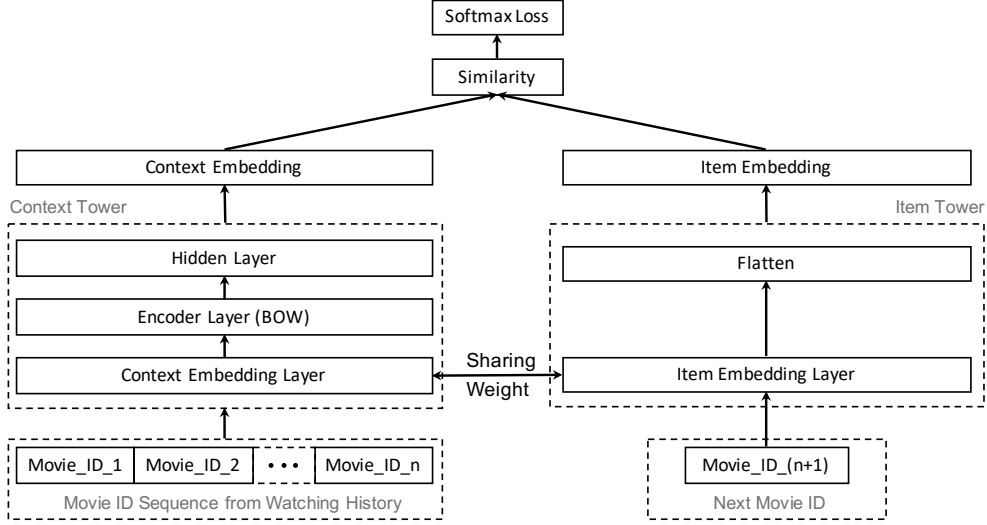 Softmax Loss
Similarity
Context Embedding
Item Embedding
Context Tower
Item Tower
Hidden Layer
Flatten
Encoder Layer (BOW)
Context Embedding Layer
Sharing
Weight
Item Embedding Layer
Movie_ID_1 Movie_ID_2 ••• Movie_ID_n
Movie_ID_(n+1)
Movie ID Sequence from Watching History
Next Movie ID